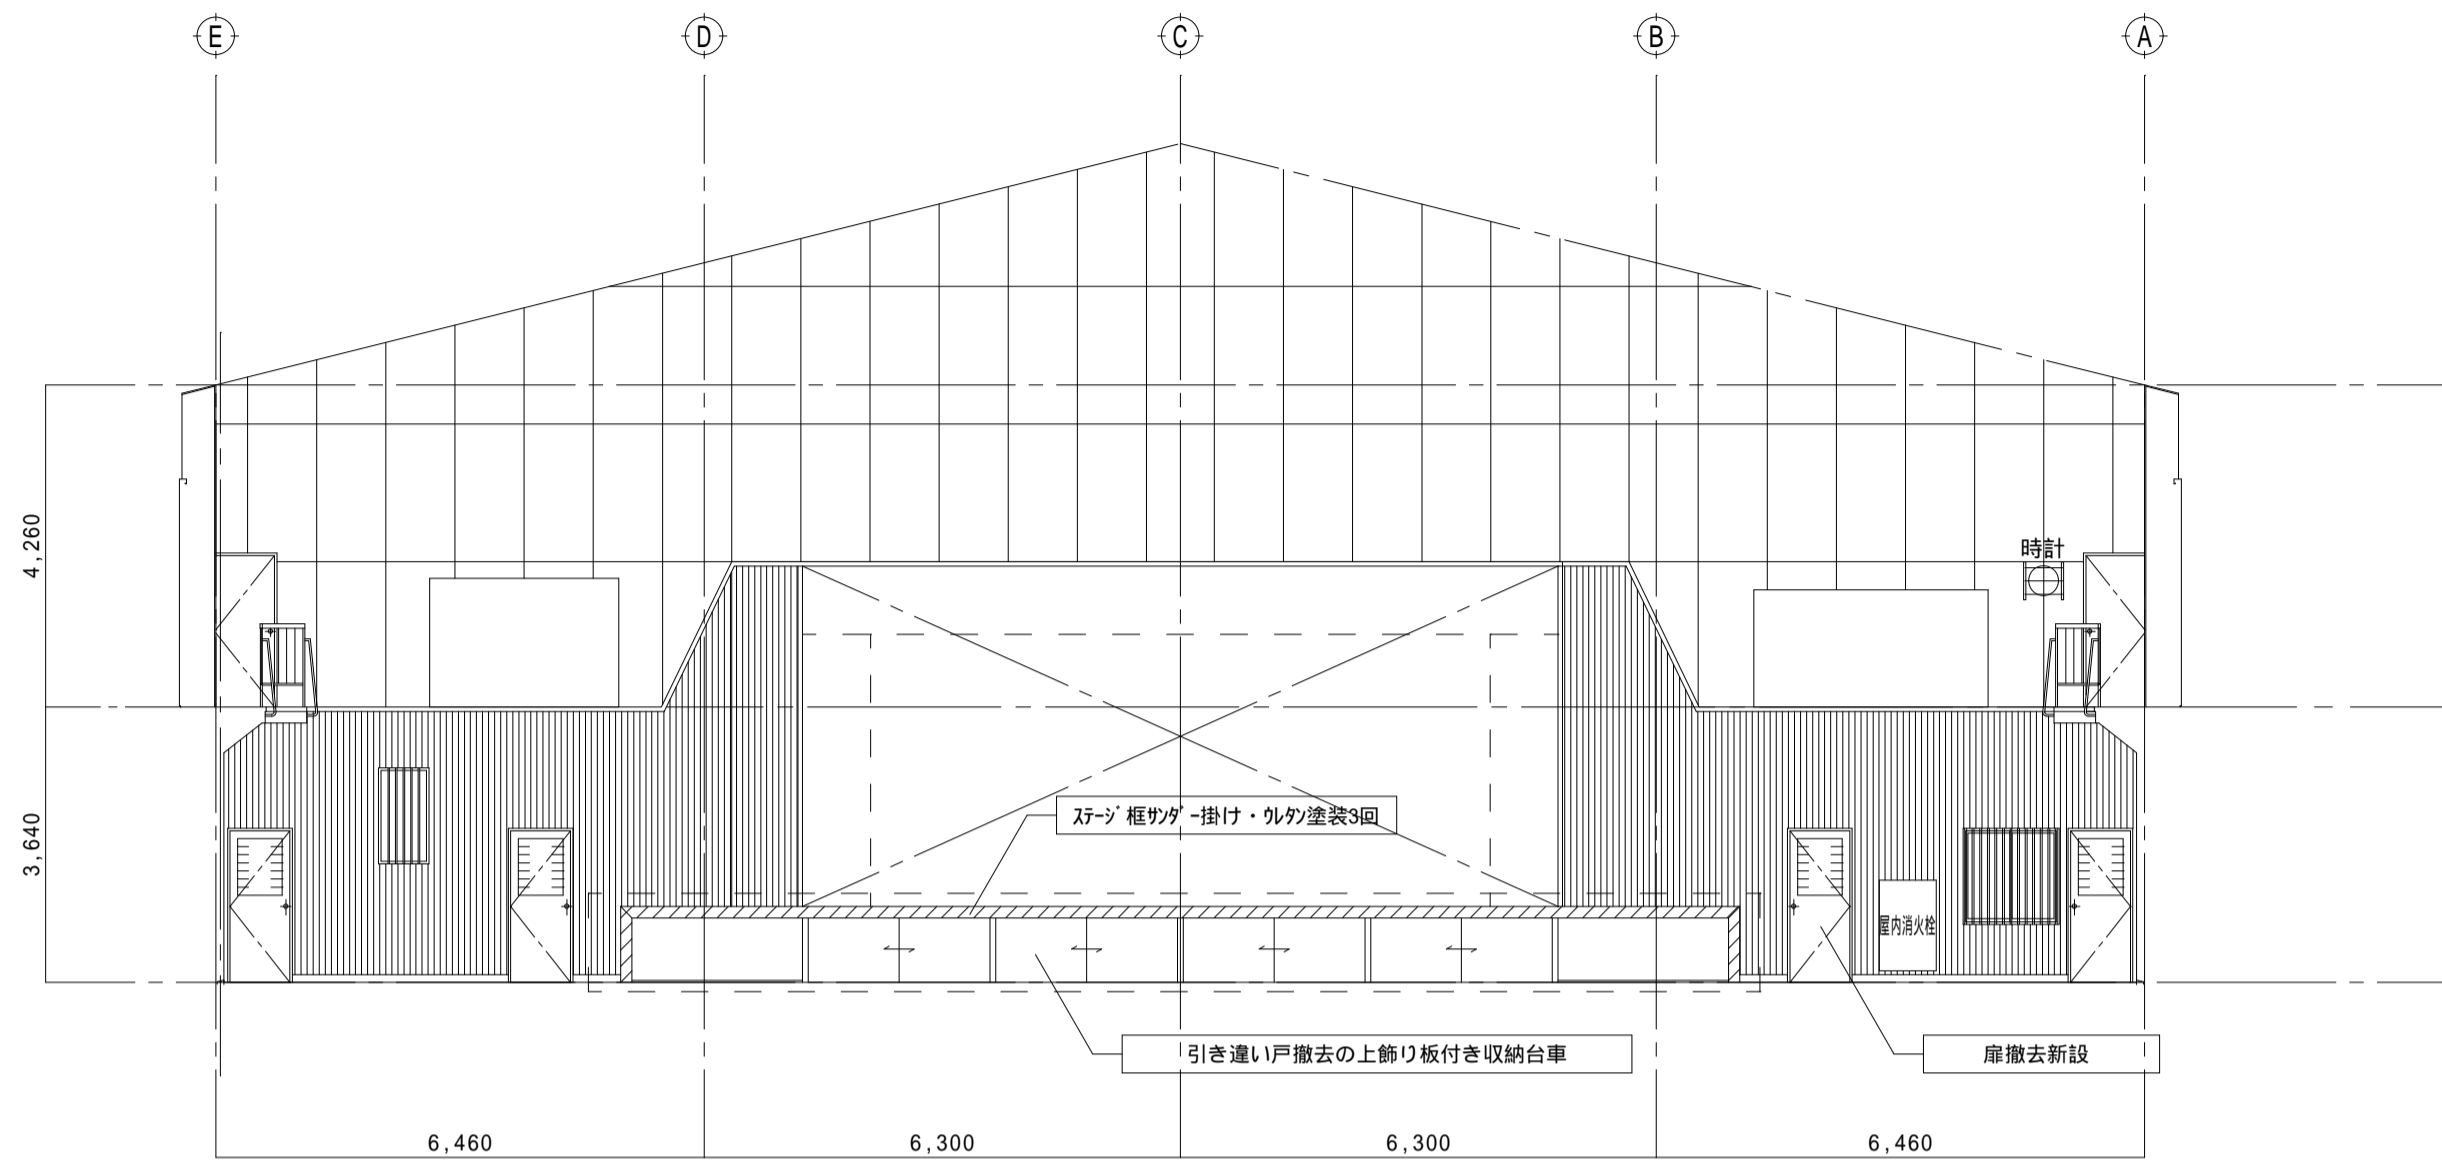 E D C B A
4,260
時計
3,640
ｽﾃｰｼﾞ框ｻﾝﾀﾞｰ掛け・ｳﾚﾀﾝ塗装3回
屋内消火栓
引き違い戸撤去の上飾り板付き収納台車
扉撤去新設
6,460 6,300 6,300 6,460